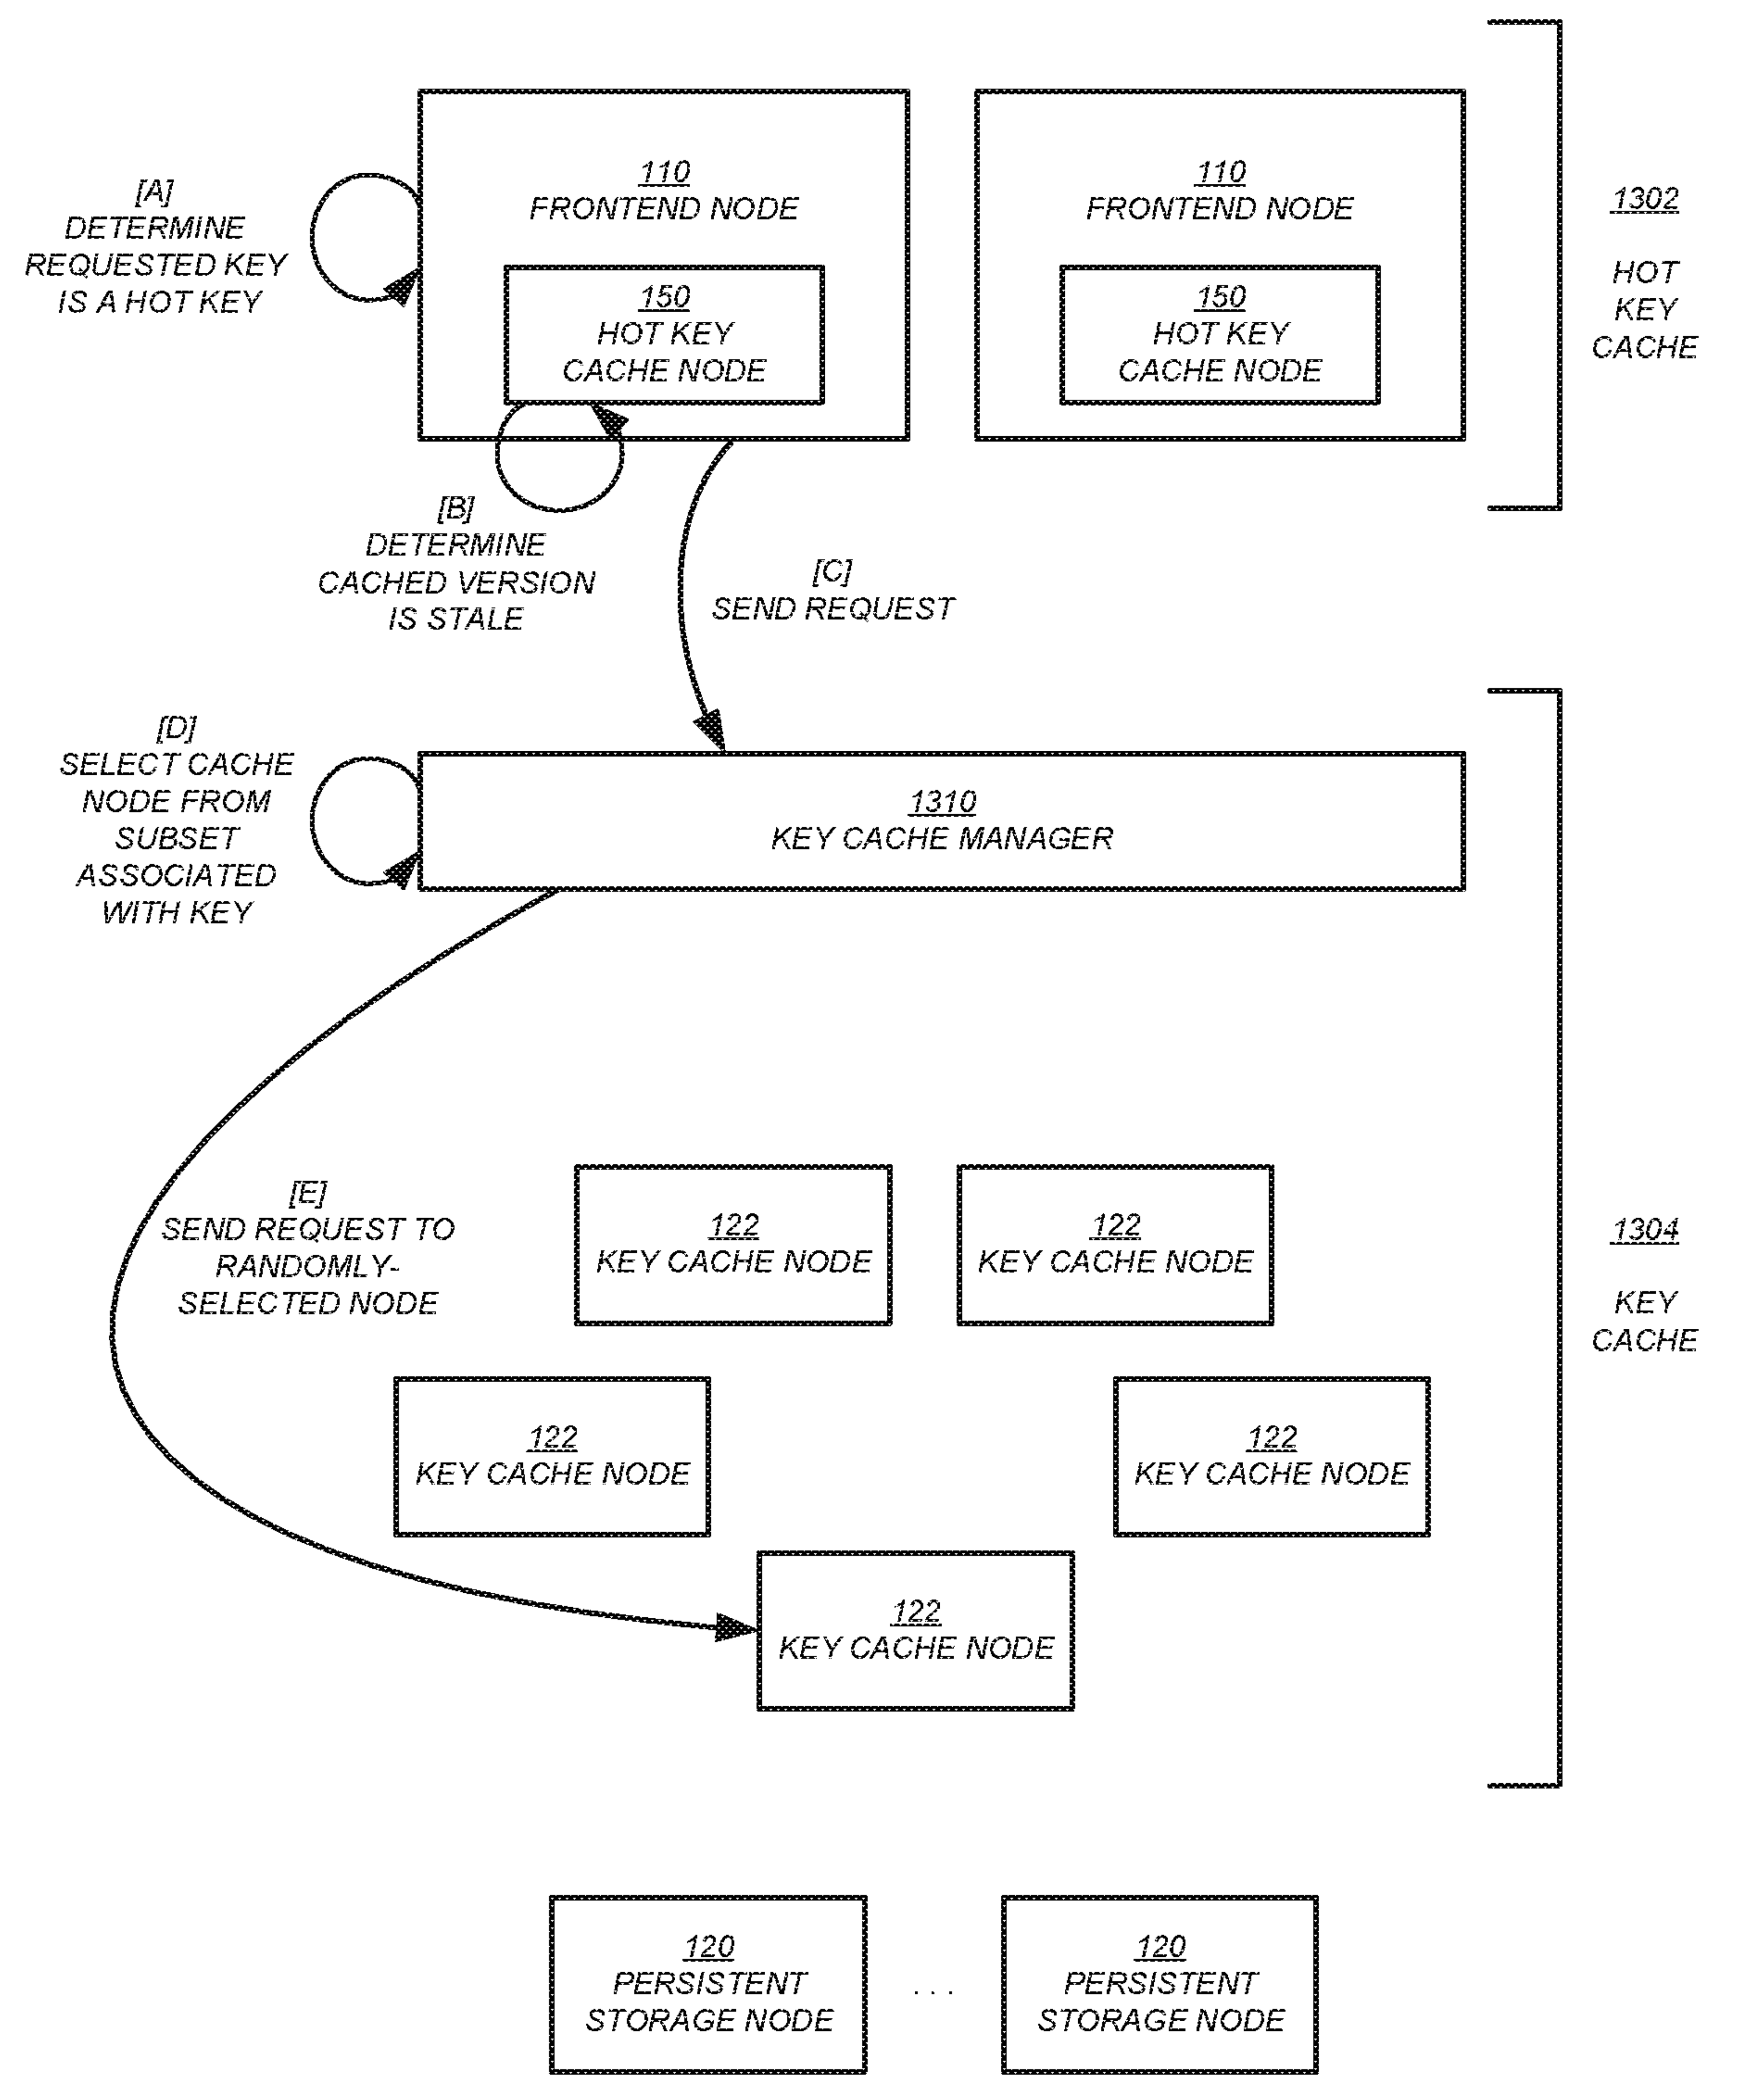 110
FRONTEND NODE
150
HOT KEY
CACHE NODE
110
FRONTEND NODE
150
HOT KEY
CACHE NODE
1302
HOT
KEY
CACHE
[A]
DETERMINE
REQUESTED KEY
IS A HOT KEY
[B]
DETERMINE
CACHED VERSION
IS STALE
[C]
SEND REQUEST
[D]
SELECT CACHE
NODE FROM
SUBSET
ASSOCIATED
WITH KEY
1310
KEY CACHE MANAGER
[E]
SEND REQUEST TO
RANDOMLY-
SELECTED NODE
122
KEY CACHE NODE
122
KEY CACHE NODE
1304
KEY
CACHE
122
KEY CACHE NODE
122
KEY CACHE NODE
122
KEY CACHE NODE
120
PERSISTENT
STORAGE NODE
. . .
120
PERSISTENT
STORAGE NODE